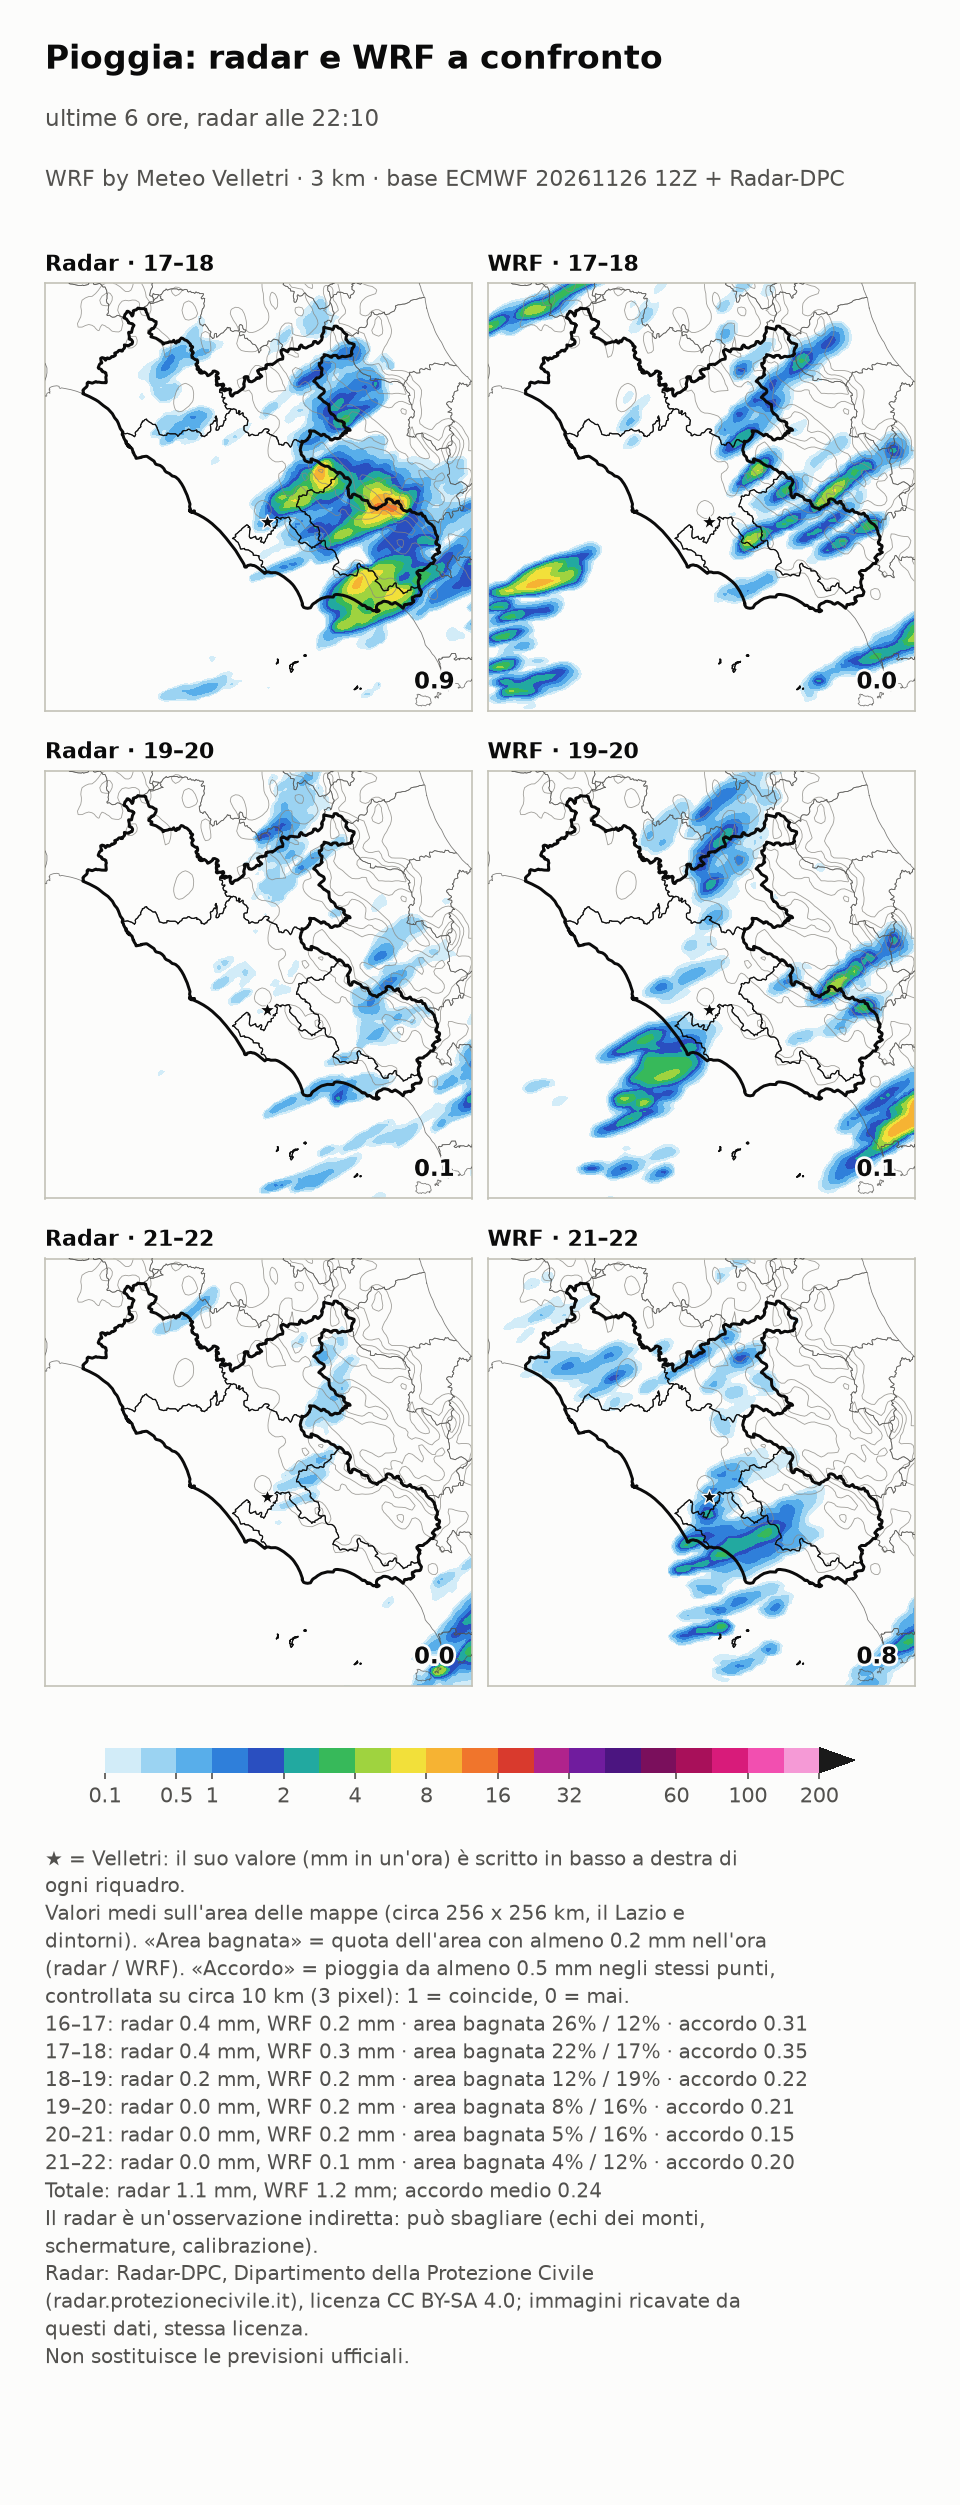 Pioggia: radar e WRF a confronto
ultime 6 ore, radar alle 22:10
WRF by Meteo Velletri · 3 km · base ECMWF 20261126 12Z + Radar-DPC
Radar · 17–18
WRF · 17–18
0.9
0.0
Radar · 19–20
WRF · 19–20
0.1
0.1
Radar · 21–22
WRF · 21–22
0.0
0.8
0.1 0.5 1 2 4 8 16 32 60 100 200
★ = Velletri: il suo valore (mm in un'ora) è scritto in basso a destra di
ogni riquadro.
Valori medi sull'area delle mappe (circa 256 x 256 km, il Lazio e
dintorni). «Area bagnata» = quota dell'area con almeno 0.2 mm nell'ora
(radar / WRF). «Accordo» = pioggia da almeno 0.5 mm negli stessi punti,
controllata su circa 10 km (3 pixel): 1 = coincide, 0 = mai.
16–17: radar 0.4 mm, WRF 0.2 mm · area bagnata 26% / 12% · accordo 0.31
17–18: radar 0.4 mm, WRF 0.3 mm · area bagnata 22% / 17% · accordo 0.35
18–19: radar 0.2 mm, WRF 0.2 mm · area bagnata 12% / 19% · accordo 0.22
19–20: radar 0.0 mm, WRF 0.2 mm · area bagnata 8% / 16% · accordo 0.21
20–21: radar 0.0 mm, WRF 0.2 mm · area bagnata 5% / 16% · accordo 0.15
21–22: radar 0.0 mm, WRF 0.1 mm · area bagnata 4% / 12% · accordo 0.20
Totale: radar 1.1 mm, WRF 1.2 mm; accordo medio 0.24
Il radar è un'osservazione indiretta: può sbagliare (echi dei monti,
schermature, calibrazione).
Radar: Radar-DPC, Dipartimento della Protezione Civile
(radar.protezionecivile.it), licenza CC BY-SA 4.0; immagini ricavate da
questi dati, stessa licenza.
Non sostituisce le previsioni ufficiali.